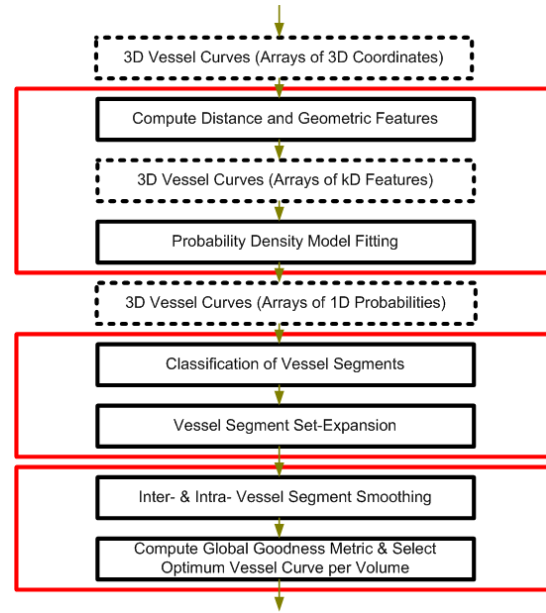 3D Vessel Curves (Arrays of 3D Coordinates)
Compute Distance and Geometric Features
3D Vessel Curves (Arrays of kD Features)
Probability Density Model Fitting
3D Vessel Curves (Arrays of 1D Probabilities)
Classification of Vessel Segments
Vessel Segment Set-Expansion
Inter- & Intra- Vessel Segment Smoothing
Compute Global Goodness Metric & Select
Optimum Vessel Curve per Volume